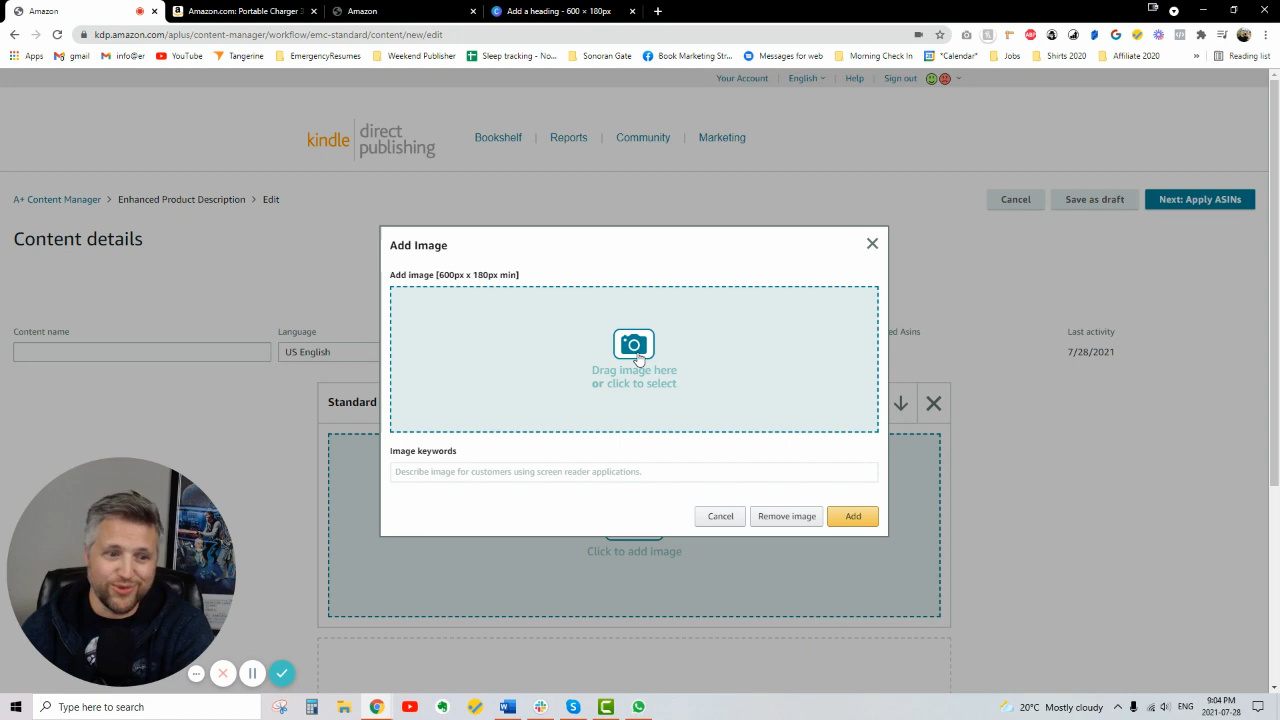 Amazon
Amazon.com: Portable Charger
Amazon
Add a heading - 600 × 180px
kdp.amazon.com/aplus/content-manager/workflow/emc-standard/content/new/edit
Apps
gmail
info@er
Tangerine
EmergencyResumes
Weekend Publisher
Sleep tracking - No...
Sonoran Gate
Book Marketing Str...
Messages for web
Morning Check In
*Calendar*
Jobs
Shirts 2020
Affiliate 2020
»
Reading list
Your Account
English
Help
Sign out
kindle direct publishing
Bookshelf
Reports
Community
Marketing
A+ Content Manager > Enhanced Product Description > Edit
Cancel
Save as draft
Next: Apply ASINs
Content details
Add Image
Add image [600px x 180px min]
Content name
Language
ed Asins
Last activity
US English
7/28/2021
Drag image here
or click to select
Standard
Image keywords
Describe image for customers using screen reader applications.
Cancel
Remove image
Add
Click to add image
Type here to search
20°C Mostly cloudy
9:04 PM
2021-07-28